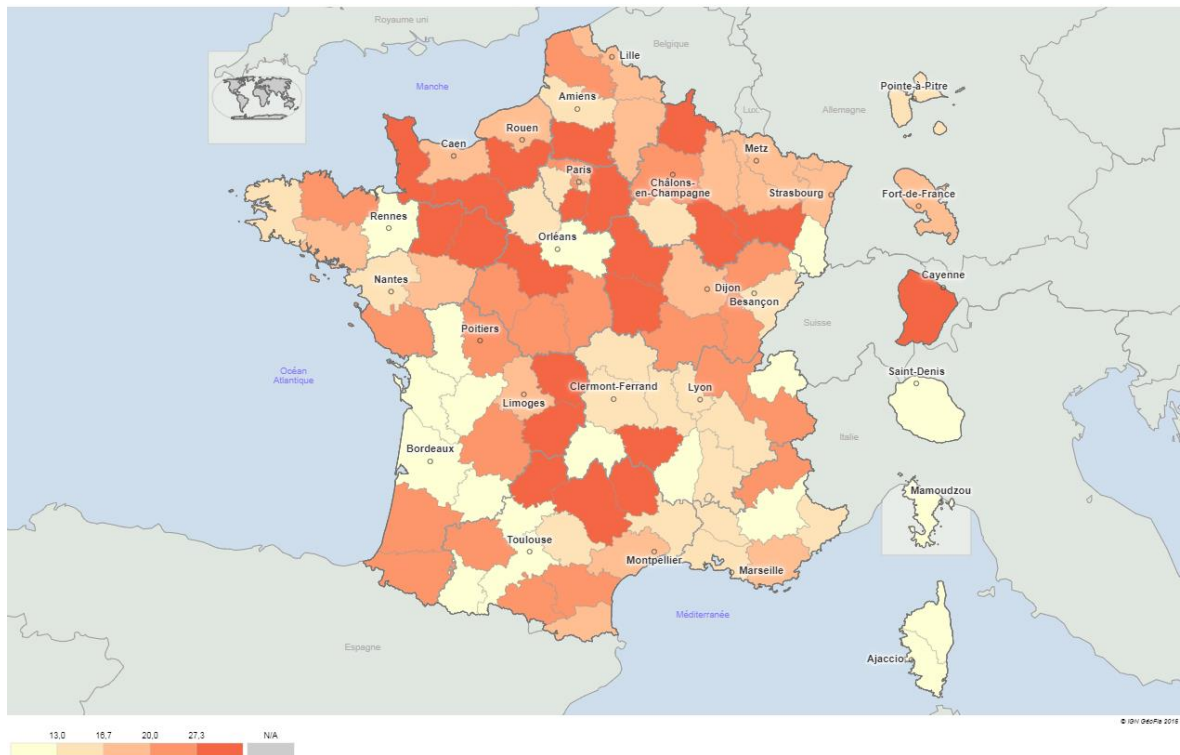 Royaume uni
Belgique
Lille
Manche
Amiens
Lux.
Allemagne
Pointe-à-Pitre
Rouen
Caen
Metz
Paris
Châlons-
en-Champagne
Strasbourg
Fort-de-France
Rennes
Orléans
Nantes
Dijon
Besançon
Cayenne
Suisse
Poitiers
Océan
Atlantique
Saint-Denis
Clermont-Ferrand
Lyon
Limoges
Italie
Bordeaux
Mamoudzou
Toulouse
Montpellier
Marseille
Méditerranée
Espagne
Ajaccio
© IGN GéoFla 2016
13,0 16,7 20,0 27,3 N/A